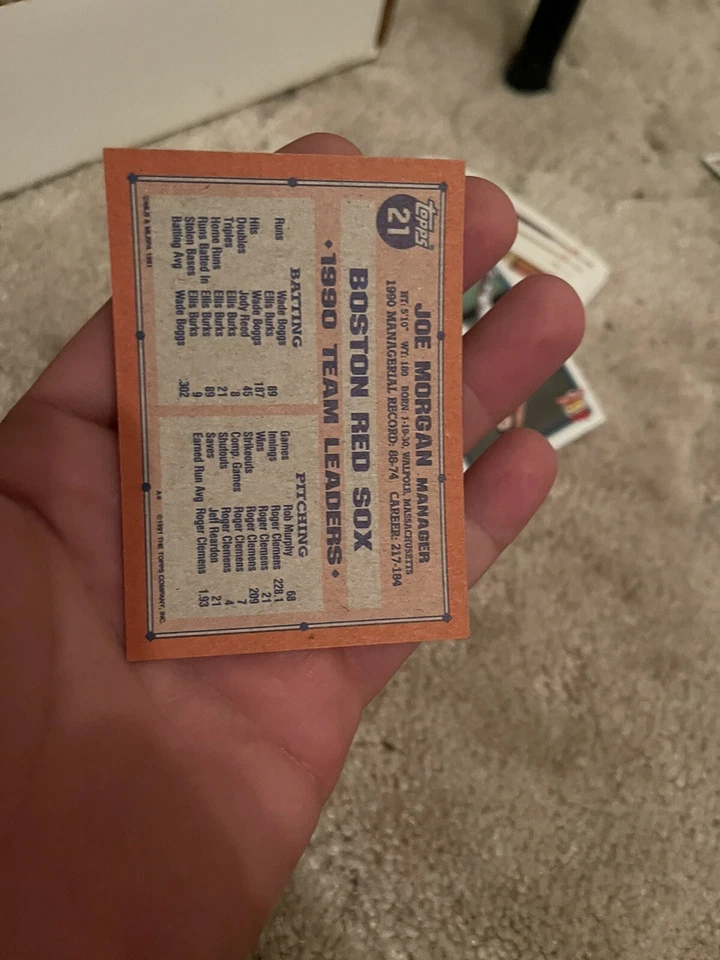 Topps
21
JOE MORGAN MANAGER
HT: 5'10" WT: 180 BORN: 1-19-30, WALPOLE, MASSACHUSETTS
1990 MANAGERIAL RECORD: 88-74 CAREER: 217-184
BOSTON RED SOX
1990 TEAM LEADERS
BATTING
Runs Wade Boggs 89
Hits Wade Boggs 187
Doubles Jody Reed 45
Triples Ellis Burks 8
Home Runs Ellis Burks 21
Runs Batted In Ellis Burks 89
Stolen Bases Ellis Burks 9
Batting Avg Wade Boggs .302
PITCHING
Games Rob Murphy 68
Innings Roger Clemens 228.1
Wins Roger Clemens 21
Strikeouts Roger Clemens 209
Comp. Games Roger Clemens 7
Shutouts Roger Clemens 4
Saves Jeff Reardon 21
Earned Run Avg Roger Clemens 1.93
©MLB & MLBPA 1991
A* ©1991 THE TOPPS COMPANY, INC.